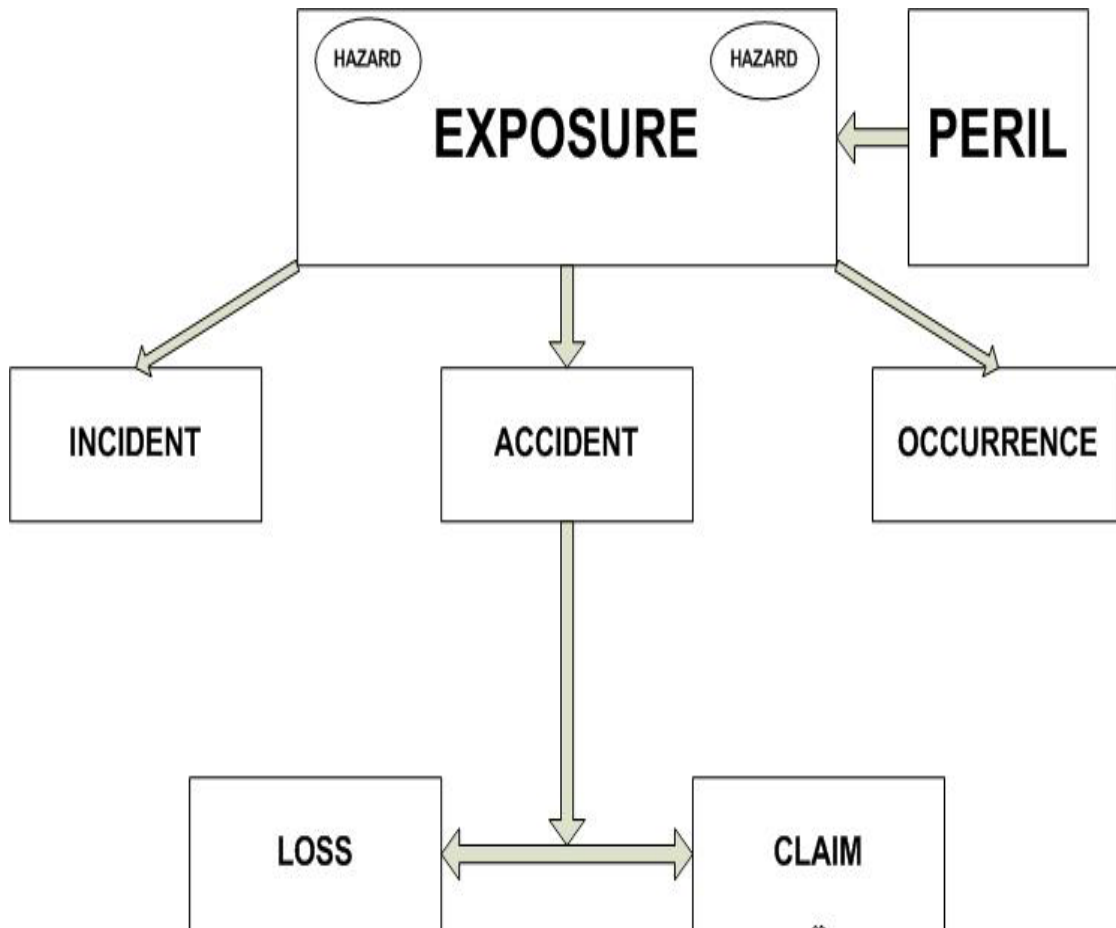 HAZARD
HAZARD
EXPOSURE
PERIL
INCIDENT
ACCIDENT
OCCURRENCE
LOSS
CLAIM